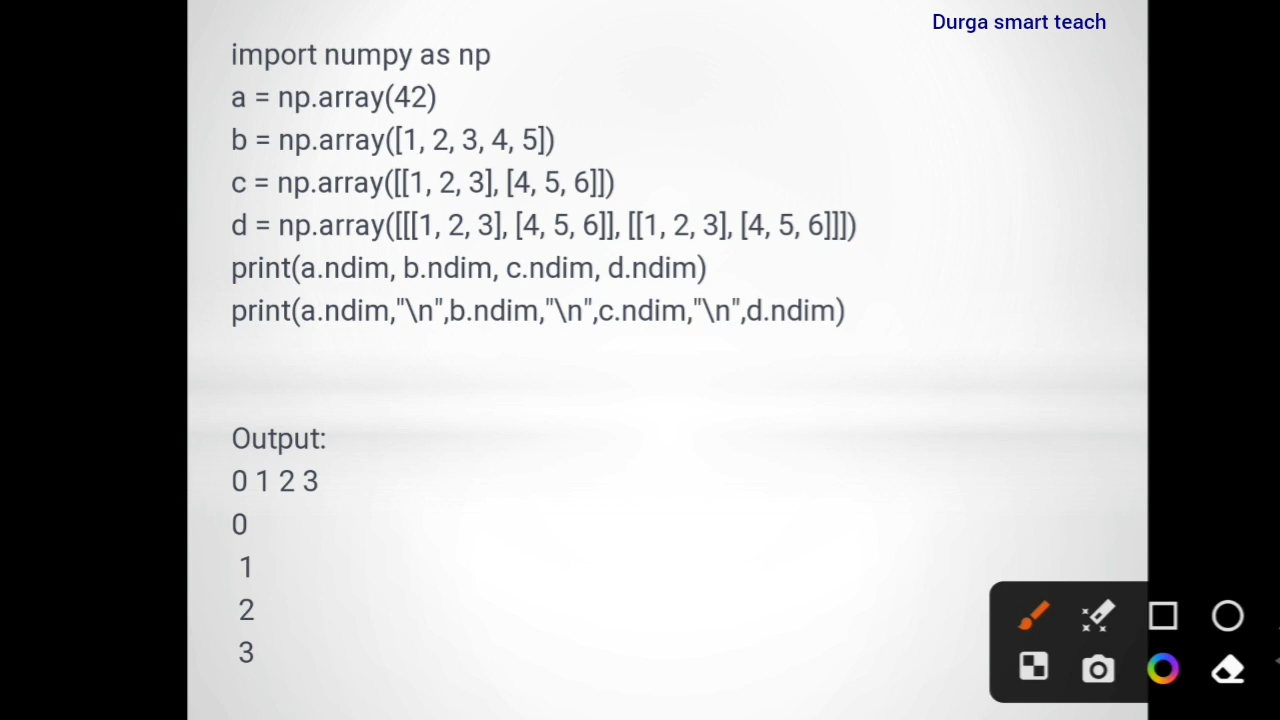 Durga smart teach
import numpy as np
a = np.array(42)
b = np.array([1, 2, 3, 4, 5])
c = np.array([[1, 2, 3], [4, 5, 6]])
d = np.array([[[1, 2, 3], [4, 5, 6]], [[1, 2, 3], [4, 5, 6]]])
print(a.ndim, b.ndim, c.ndim, d.ndim)
print(a.ndim,"\n",b.ndim,"\n",c.ndim,"\n",d.ndim)
Output:
0 1 2 3
0
1
2
3